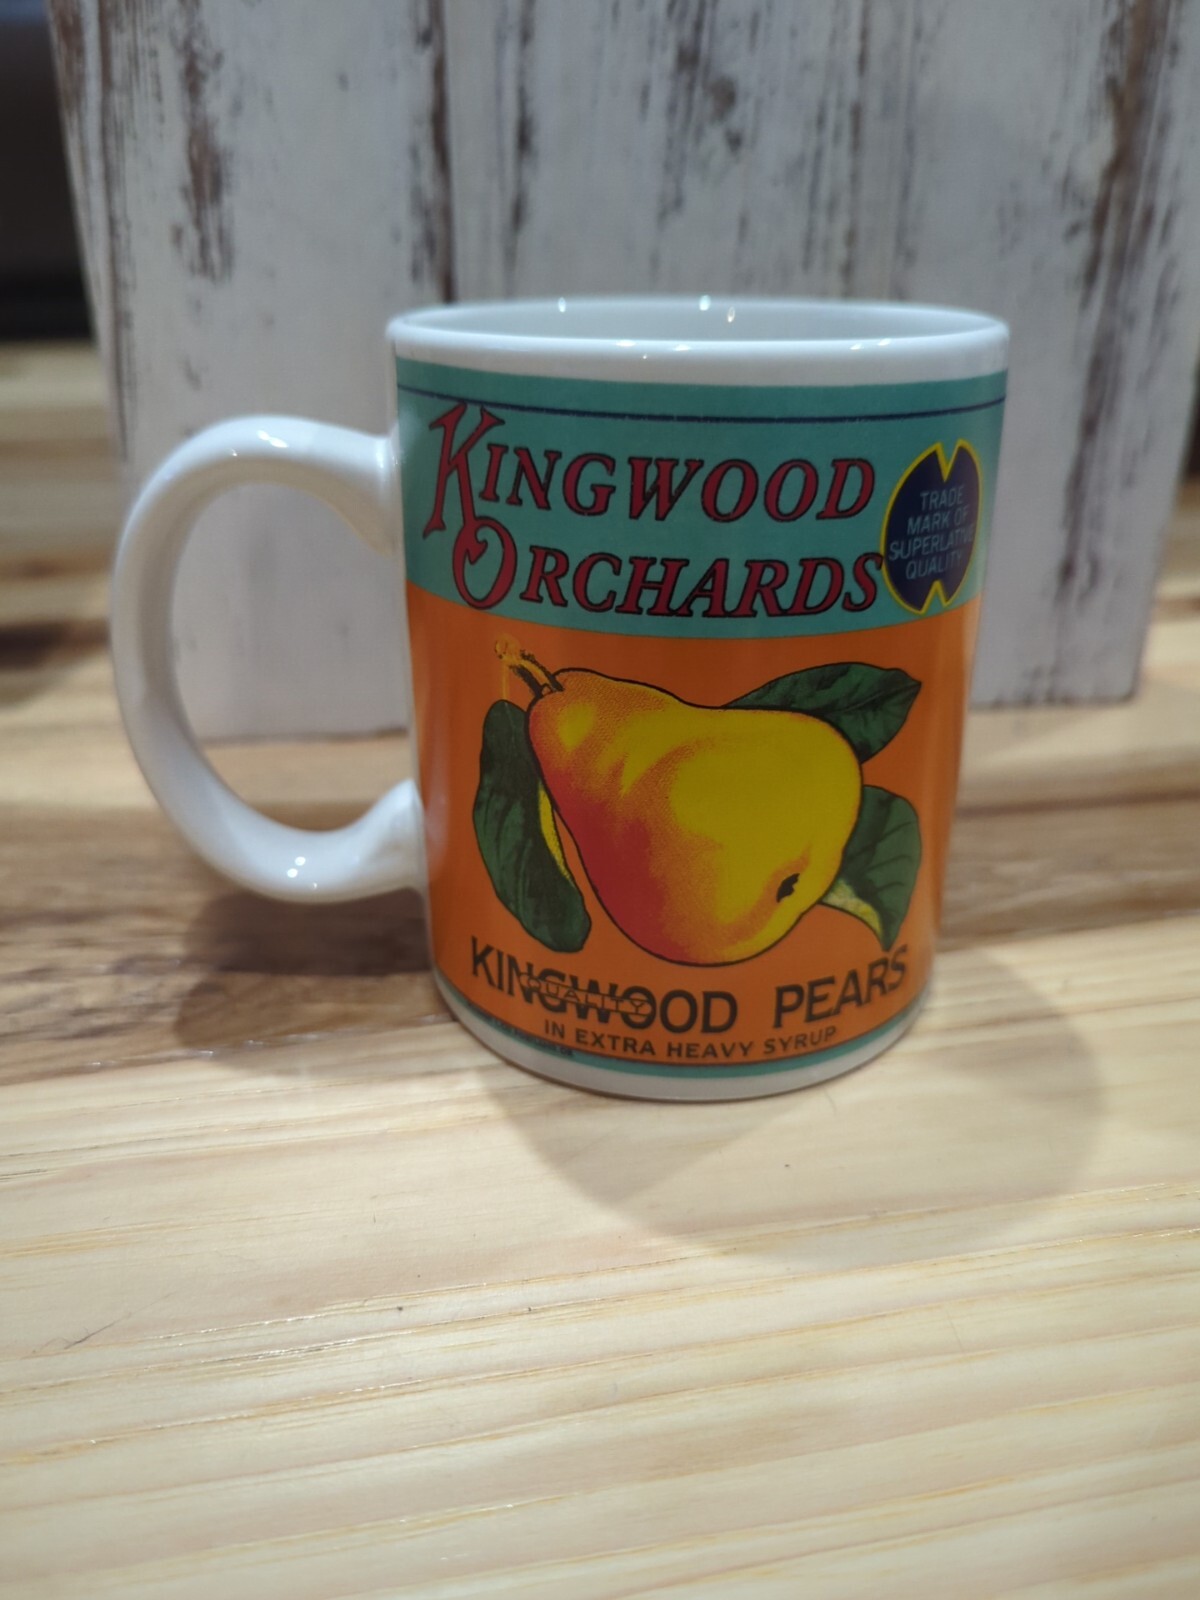 KINGWOOD
ORCHARDS
TRADE
MARK OF
SUPERLATIVE
QUALITY
KINGWOOD PEARS
QUALITY
IN EXTRA HEAVY SYRUP